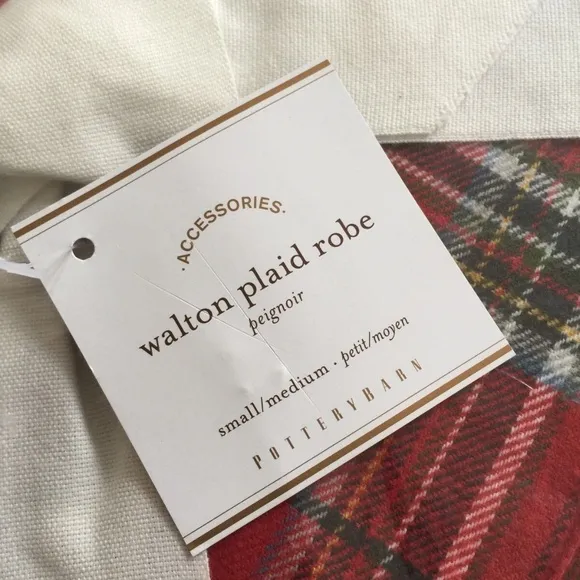 ·ACCESSORIES·
walton plaid robe
peignoir
small/medium · petit/moyen
POTTERYBARN